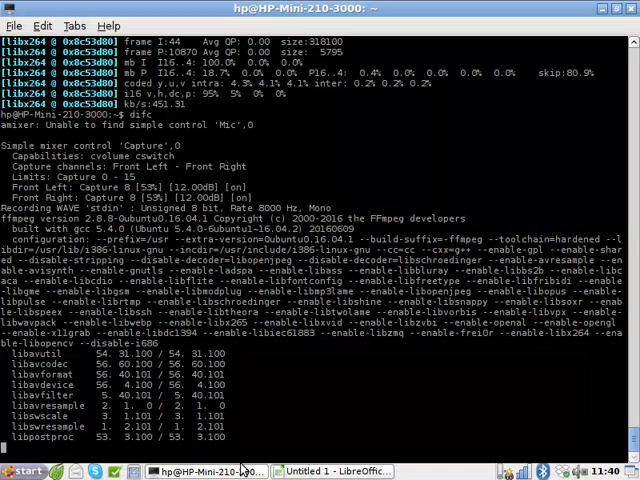 hp@HP-Mini-210-3000: ~
File Edit Tabs Help
[libx264 @ 0x8c53d80] frame I:44 Avg QP: 0.00 size:318100
[libx264 @ 0x8c53d80] frame P:10870 Avg QP: 0.00 size: 5795
[libx264 @ 0x8c53d80] mb I I16..4: 100.0% 0.0% 0.0%
[libx264 @ 0x8c53d80] mb P I16..4: 18.7% 0.0% 0.0% P16..4: 0.4% 0.0% 0.0% 0.0% 0.0% skip:80.9%
[libx264 @ 0x8c53d80] coded y,u,v intra: 4.3% 4.1% 4.1% inter: 0.2% 0.2% 0.2%
[libx264 @ 0x8c53d80] i16 v,h,dc,p: 95% 5% 0% 0%
[libx264 @ 0x8c53d80] kb/s:451.31
hp@HP-Mini-210-3000:~$ difc
amixer: Unable to find simple control 'Mic',0
Simple mixer control 'Capture',0
Capabilities: cvolume cswitch
Capture channels: Front Left - Front Right
Limits: Capture 0 - 15
Front Left: Capture 8 [53%] [12.00dB] [on]
Front Right: Capture 8 [53%] [12.00dB] [on]
Recording WAVE 'stdin' : Unsigned 8 bit, Rate 8000 Hz, Mono
ffmpeg version 2.8.8-0ubuntu0.16.04.1 Copyright (c) 2000-2016 the FFmpeg developers
built with gcc 5.4.0 (Ubuntu 5.4.0-6ubuntu1~16.04.2) 20160609
configuration: --prefix=/usr --extra-version=0ubuntu0.16.04.1 --build-suffix=-ffmpeg --toolchain=hardened --l
ibdir=/usr/lib/i386-linux-gnu --incdir=/usr/include/i386-linux-gnu --cc=cc --cxx=g++ --enable-gpl --enable-shar
ed --disable-stripping --disable-decoder=libopenjpeg --disable-decoder=libschroedinger --enable-avresample --en
able-avisynth --enable-gnutls --enable-ladspa --enable-libass --enable-libbluray --enable-libbs2b --enable-libc
aca --enable-libcdio --enable-libflite --enable-libfontconfig --enable-libfreetype --enable-libfribidi --enable
-libgme --enable-libgsm --enable-libmodplug --enable-libmp3lame --enable-libopenjpeg --enable-libopus --enable-
libpulse --enable-librtmp --enable-libschroedinger --enable-libshine --enable-libsnappy --enable-libsoxr --enab
le-libspeex --enable-libssh --enable-libtheora --enable-libtwolame --enable-libvorbis --enable-libvpx --enable-
libwavpack --enable-libwebp --enable-libx265 --enable-libxvid --enable-libzvbi --enable-openal --enable-opengl
--enable-x11grab --enable-libdc1394 --enable-libiec61883 --enable-libzmq --enable-frei0r --enable-libx264 --ena
ble-libopencv --disable-i686
libavutil 54. 31.100 / 54. 31.100
libavcodec 56. 60.100 / 56. 60.100
libavformat 56. 40.101 / 56. 40.101
libavdevice 56. 4.100 / 56. 4.100
libavfilter 5. 40.101 / 5. 40.101
libavresample 2. 1. 0 / 2. 1. 0
libswscale 3. 1.101 / 3. 1.101
libswresample 1. 2.101 / 1. 2.101
libpostproc 53. 3.100 / 53. 3.100
start hp@HP-Mini-210-30... Untitled 1 - LibreOffic... 11:40